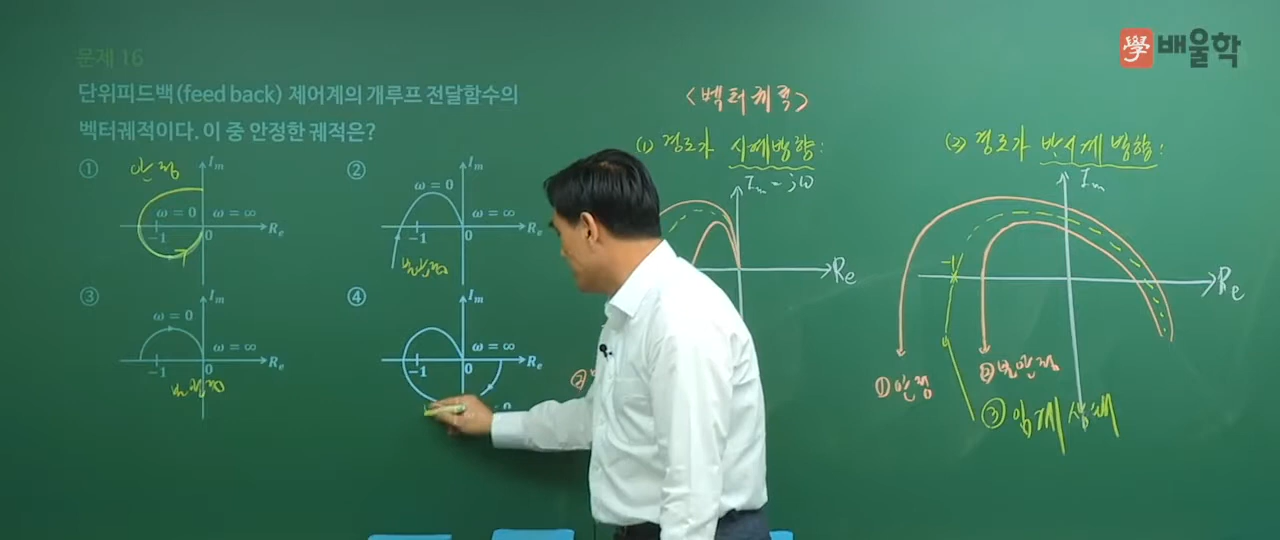 學 배울학
문제 16
단위피드백(feed back) 제어계의 개루프 전달함수의
벡터궤적이다. 이 중 안정한 궤적은?
①
안정
Im
ω = 0
ω = ∞
-1
0
Re
②
Im
ω = 0
-1
0
Re
불안정
③
Im
ω = 0
ω = ∞
-1
0
Re
불안정
④
Im
ω = ∞
-1
0
Re
<벡터궤적>
(1) 경로가 시계방향:
Im = jω
Re
②
(2) 경로가 반시계방향:
Im
-1
Re
① 안정
② 불안정
③ 임계상태